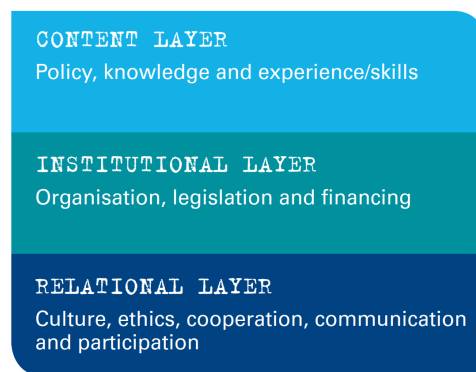 CONTENT LAYER
Policy, knowledge and experience/skills
INSTITUTIONAL LAYER
Organisation, legislation and financing
RELATIONAL LAYER
Culture, ethics, cooperation, communication
and participation